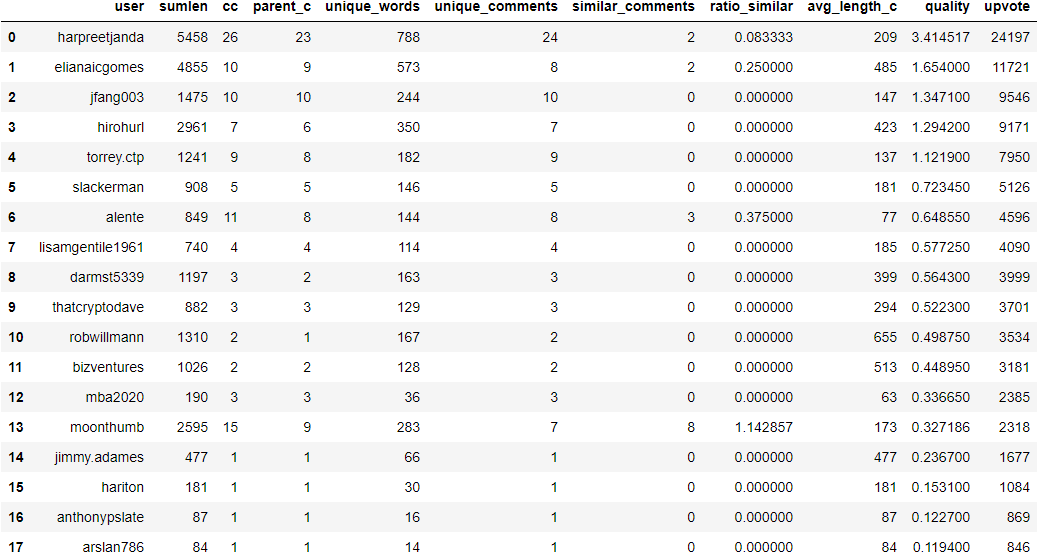 user sumlen cc parent_c unique_words unique_comments similar_comments ratio_similar avg_length_c quality upvote
0 harpreetjanda 5458 26 23 788 24 2 0.083333 209 3.414517 24197
1 elianaicgomes 4855 10 9 573 8 2 0.250000 485 1.654000 11721
2 jfang003 1475 10 10 244 10 0 0.000000 147 1.347100 9546
3 hirohurl 2961 7 6 350 7 0 0.000000 423 1.294200 9171
4 torrey.ctp 1241 9 8 182 9 0 0.000000 137 1.121900 7950
5 slackerman 908 5 5 146 5 0 0.000000 181 0.723450 5126
6 alente 849 11 8 144 8 3 0.375000 77 0.648550 4596
7 lisamgentile1961 740 4 4 114 4 0 0.000000 185 0.577250 4090
8 darmst5339 1197 3 2 163 3 0 0.000000 399 0.564300 3999
9 thatcryptodave 882 3 3 129 3 0 0.000000 294 0.522300 3701
10 robwillmann 1310 2 1 167 2 0 0.000000 655 0.498750 3534
11 bizventures 1026 2 2 128 2 0 0.000000 513 0.448950 3181
12 mba2020 190 3 3 36 3 0 0.000000 63 0.336650 2385
13 moonthumb 2595 15 9 283 7 8 1.142857 173 0.327186 2318
14 jimmy.adames 477 1 1 66 1 0 0.000000 477 0.236700 1677
15 hariton 181 1 1 30 1 0 0.000000 181 0.153100 1084
16 anthonypslate 87 1 1 16 1 0 0.000000 87 0.122700 869
17 arslan786 84 1 1 14 1 0 0.000000 84 0.119400 846